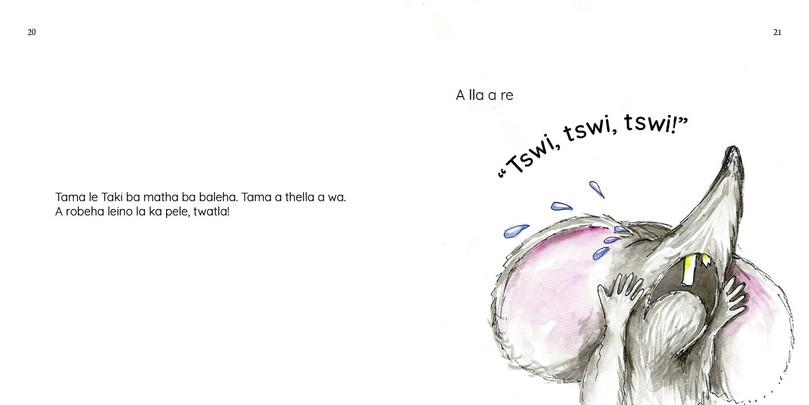 20
Tama le Taki ba matha ba baleha. Tama a thella a wa.
A robeha leino la ka pele, twatla!
21
A lla a re
“Tswi, tswi, tswi!”